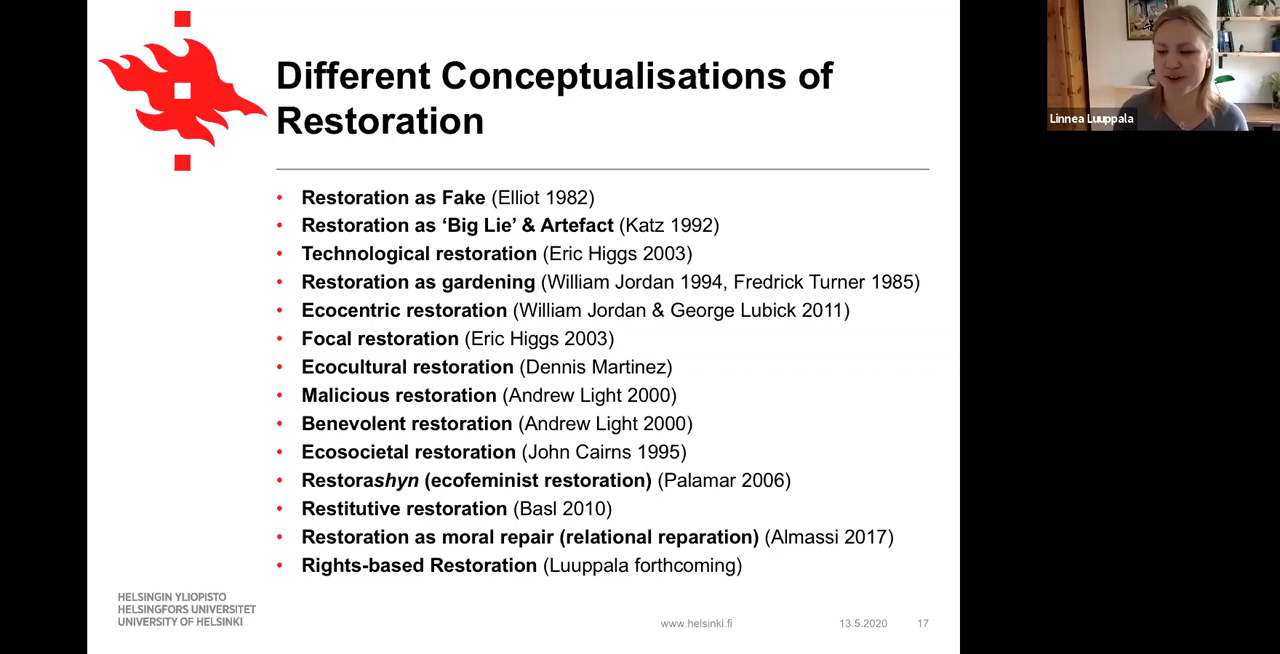 Different Conceptualisations of
Restoration
• Restoration as Fake (Elliot 1982)
• Restoration as ‘Big Lie’ & Artefact (Katz 1992)
• Technological restoration (Eric Higgs 2003)
• Restoration as gardening (William Jordan 1994, Fredrick Turner 1985)
• Ecocentric restoration (William Jordan & George Lubick 2011)
• Focal restoration (Eric Higgs 2003)
• Ecocultural restoration (Dennis Martinez)
• Malicious restoration (Andrew Light 2000)
• Benevolent restoration (Andrew Light 2000)
• Ecosocietal restoration (John Cairns 1995)
• Restorashyn (ecofeminist restoration) (Palamar 2006)
• Restitutive restoration (Basl 2010)
• Restoration as moral repair (relational reparation) (Almassi 2017)
• Rights-based Restoration (Luuppala forthcoming)
HELSINGIN YLIOPISTO
HELSINGFORS UNIVERSITET
UNIVERSITY OF HELSINKI
www.helsinki.fi 13.5.2020 17
Linnea Luuppala